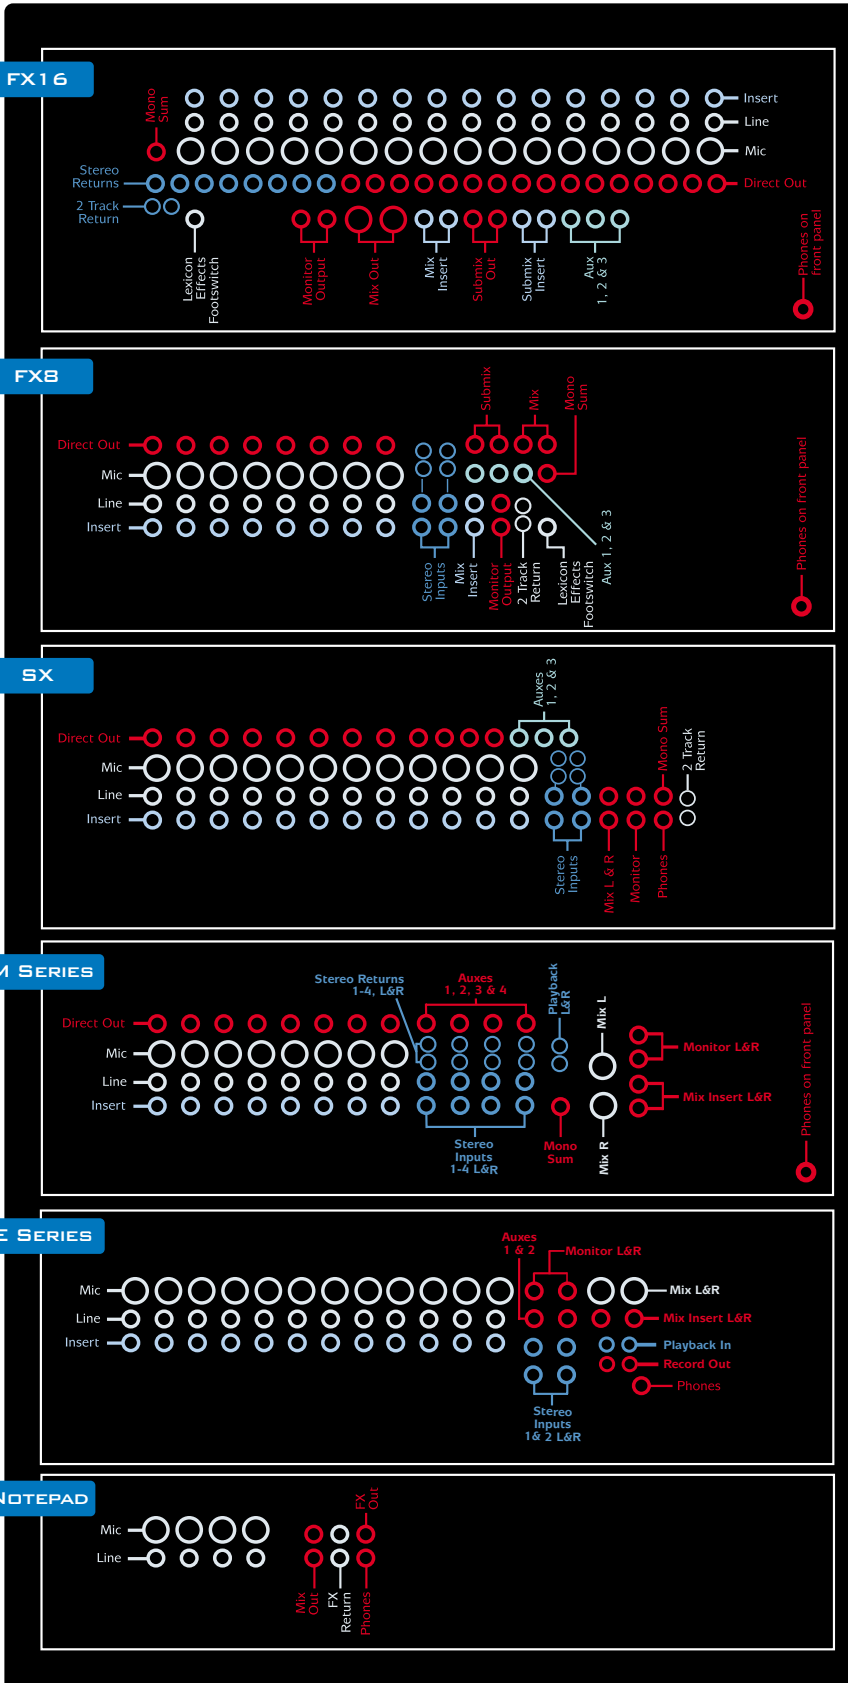 FX16
Mono
Sum
Insert
Line
Mic
Stereo
Returns
Direct Out
2 Track
Return
Lexicon
Effects
Footswitch
Monitor
Output
Mix Out
Mix
Insert
Submix
Out
Submix
Insert
Aux
1, 2 & 3
Phones on
front panel
FX8
Submix
Mix
Mono
Sum
Direct Out
Mic
Line
Insert
Stereo
Inputs
Mix
Insert
Monitor
Output
2 Track
Return
Lexicon
Effects
Footswitch
Aux 1, 2 & 3
Phones on front panel
SX
Auxes
1, 2 & 3
Direct Out
Mic
Line
Insert
Mono Sum
2 Track
Return
Stereo
Inputs
Mix L & R
Monitor
Phones
M Series
Stereo Returns
1-4, L&R
Auxes
1, 2, 3 & 4
Playback
L&R
Mix L
Direct Out
Mic
Line
Insert
Monitor L&R
Mix Insert L&R
Stereo
Inputs
1-4 L&R
Mono
Sum
Mix R
Phones on front panel
E Series
Auxes
1 & 2
Monitor L&R
Mic
Line
Insert
Mix L&R
Mix Insert L&R
Playback In
Record Out
Phones
Stereo
Inputs
1& 2 L&R
Notepad
Mic
Line
FX
Out
Mix
Out
FX
Return
Phones